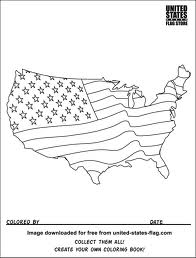 UNITED
STATES
FLAG STORE
COLORED BY
DATE
Image downloaded for free from united-states-flag.com
COLLECT THEM ALL!
CREATE YOUR OWN COLORING BOOK!